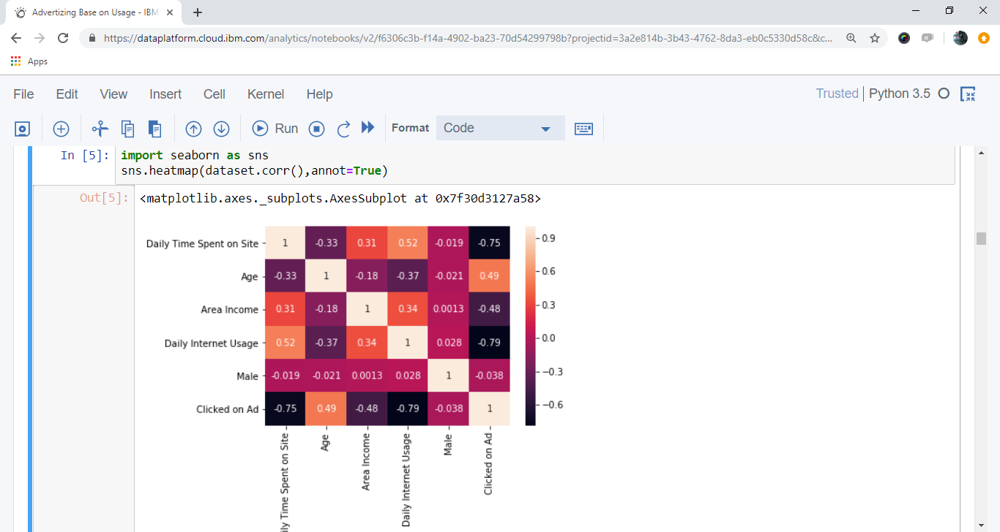 Advertizing Base on Usage - IBM
https://dataplatform.cloud.ibm.com/analytics/notebooks/v2/f6306c3b-f14a-4902-ba23-70d54299798b?projectid=3a2e814b-3b43-4762-8da3-eb0c5330d58c&c...
Apps
File Edit View Insert Cell Kernel Help Trusted Python 3.5
Run Format Code
In [5]: import seaborn as sns
sns.heatmap(dataset.corr(),annot=True)
Out[5]: <matplotlib.axes._subplots.AxesSubplot at 0x7f30d3127a58>
Daily Time Spent on Site 1 -0.33 0.31 0.52 -0.019 -0.75
Age -0.33 1 -0.18 -0.37 -0.021 0.49
Area Income 0.31 -0.18 1 0.34 0.0013 -0.48
Daily Internet Usage 0.52 -0.37 0.34 1 0.028 -0.79
Male -0.019 -0.021 0.0013 0.028 1 -0.038
Clicked on Ad -0.75 0.49 -0.48 -0.79 -0.038 1
0.9
0.6
0.3
0.0
−0.3
−0.6
ily Time Spent on Site
Age
Area Income
Daily Internet Usage
Male
Clicked on Ad